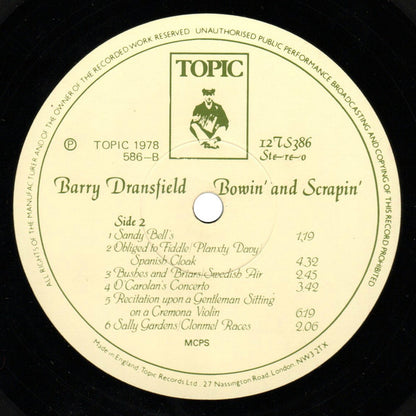 ALL RIGHTS OF THE MANUFACTURER AND OF THE OWNER OF THE RECORDED WORK RESERVED UNAUTHORISED PUBLIC PERFORMANCE BROADCASTING AND COPYING OF THIS RECORD PROHIBITED
TOPIC
Ⓟ TOPIC 1978
586-B
12TS386
Ste-re-o
Barry Dransfield Bowin' and Scrapin'
Side 2
1 Sandy Bell's 1,19
2 Obliged to Fiddle/Planxty Davy/
Spanish Cloak 4.32
3 Bushes and Briars/Swedish Air 2.45
4 O'Carolan's Concerto 3.42
5 Recitation upon a Gentleman Sitting
on a Cremona Violin 6.19
6 Sally Gardens/Clonmel Races 2.06
MCPS
Made in England. Topic Records Ltd., 27 Nassington Road, London, NW3 2TX